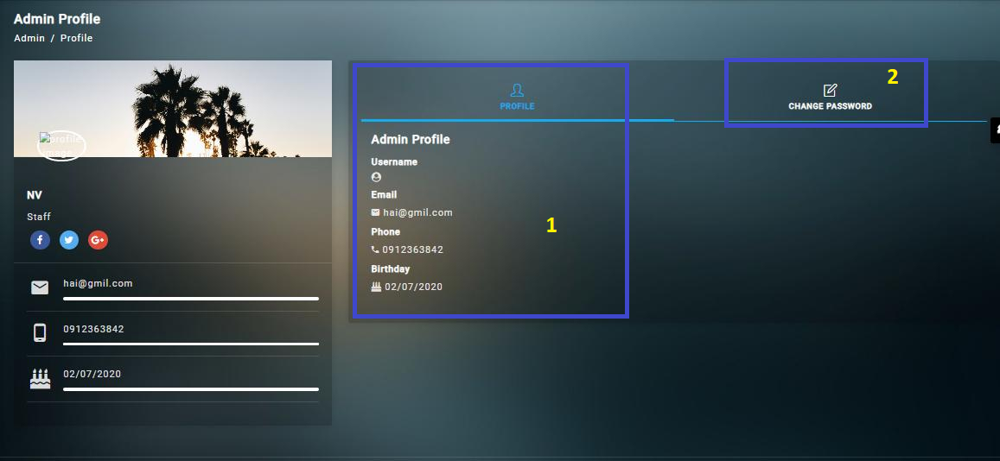 Admin Profile
Admin / Profile
profile
image
NV
Staff
hai@gmil.com
0912363842
02/07/2020
PROFILE
Admin Profile
Username
Email
hai@gmil.com
Phone
0912363842
Birthday
02/07/2020
1
CHANGE PASSWORD
2